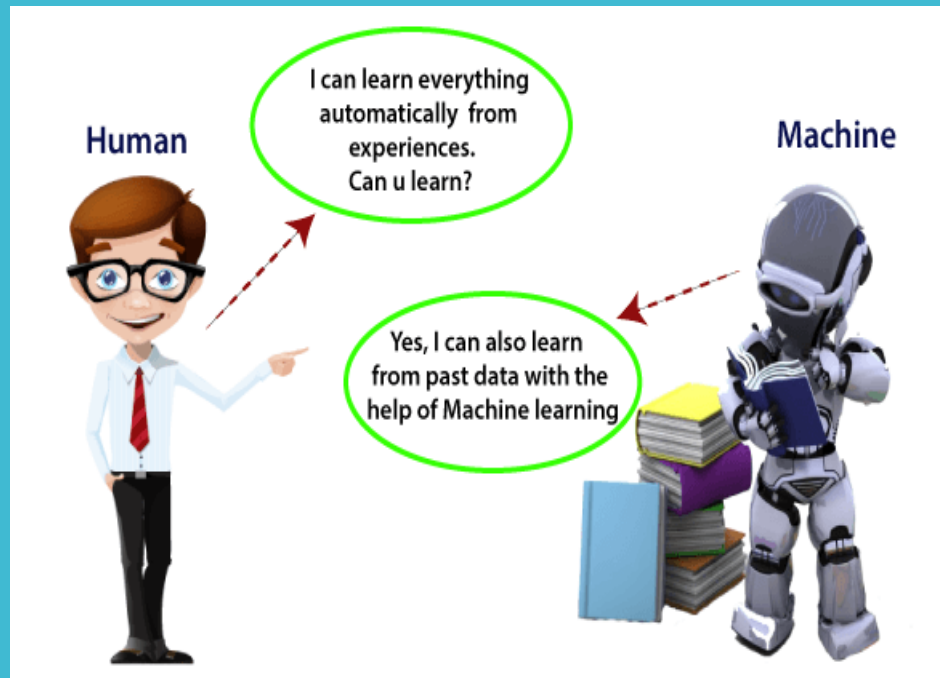 Human
I can learn everything
automatically from
experiences.
Can u learn?
Machine
Yes, I can also learn
from past data with the
help of Machine learning